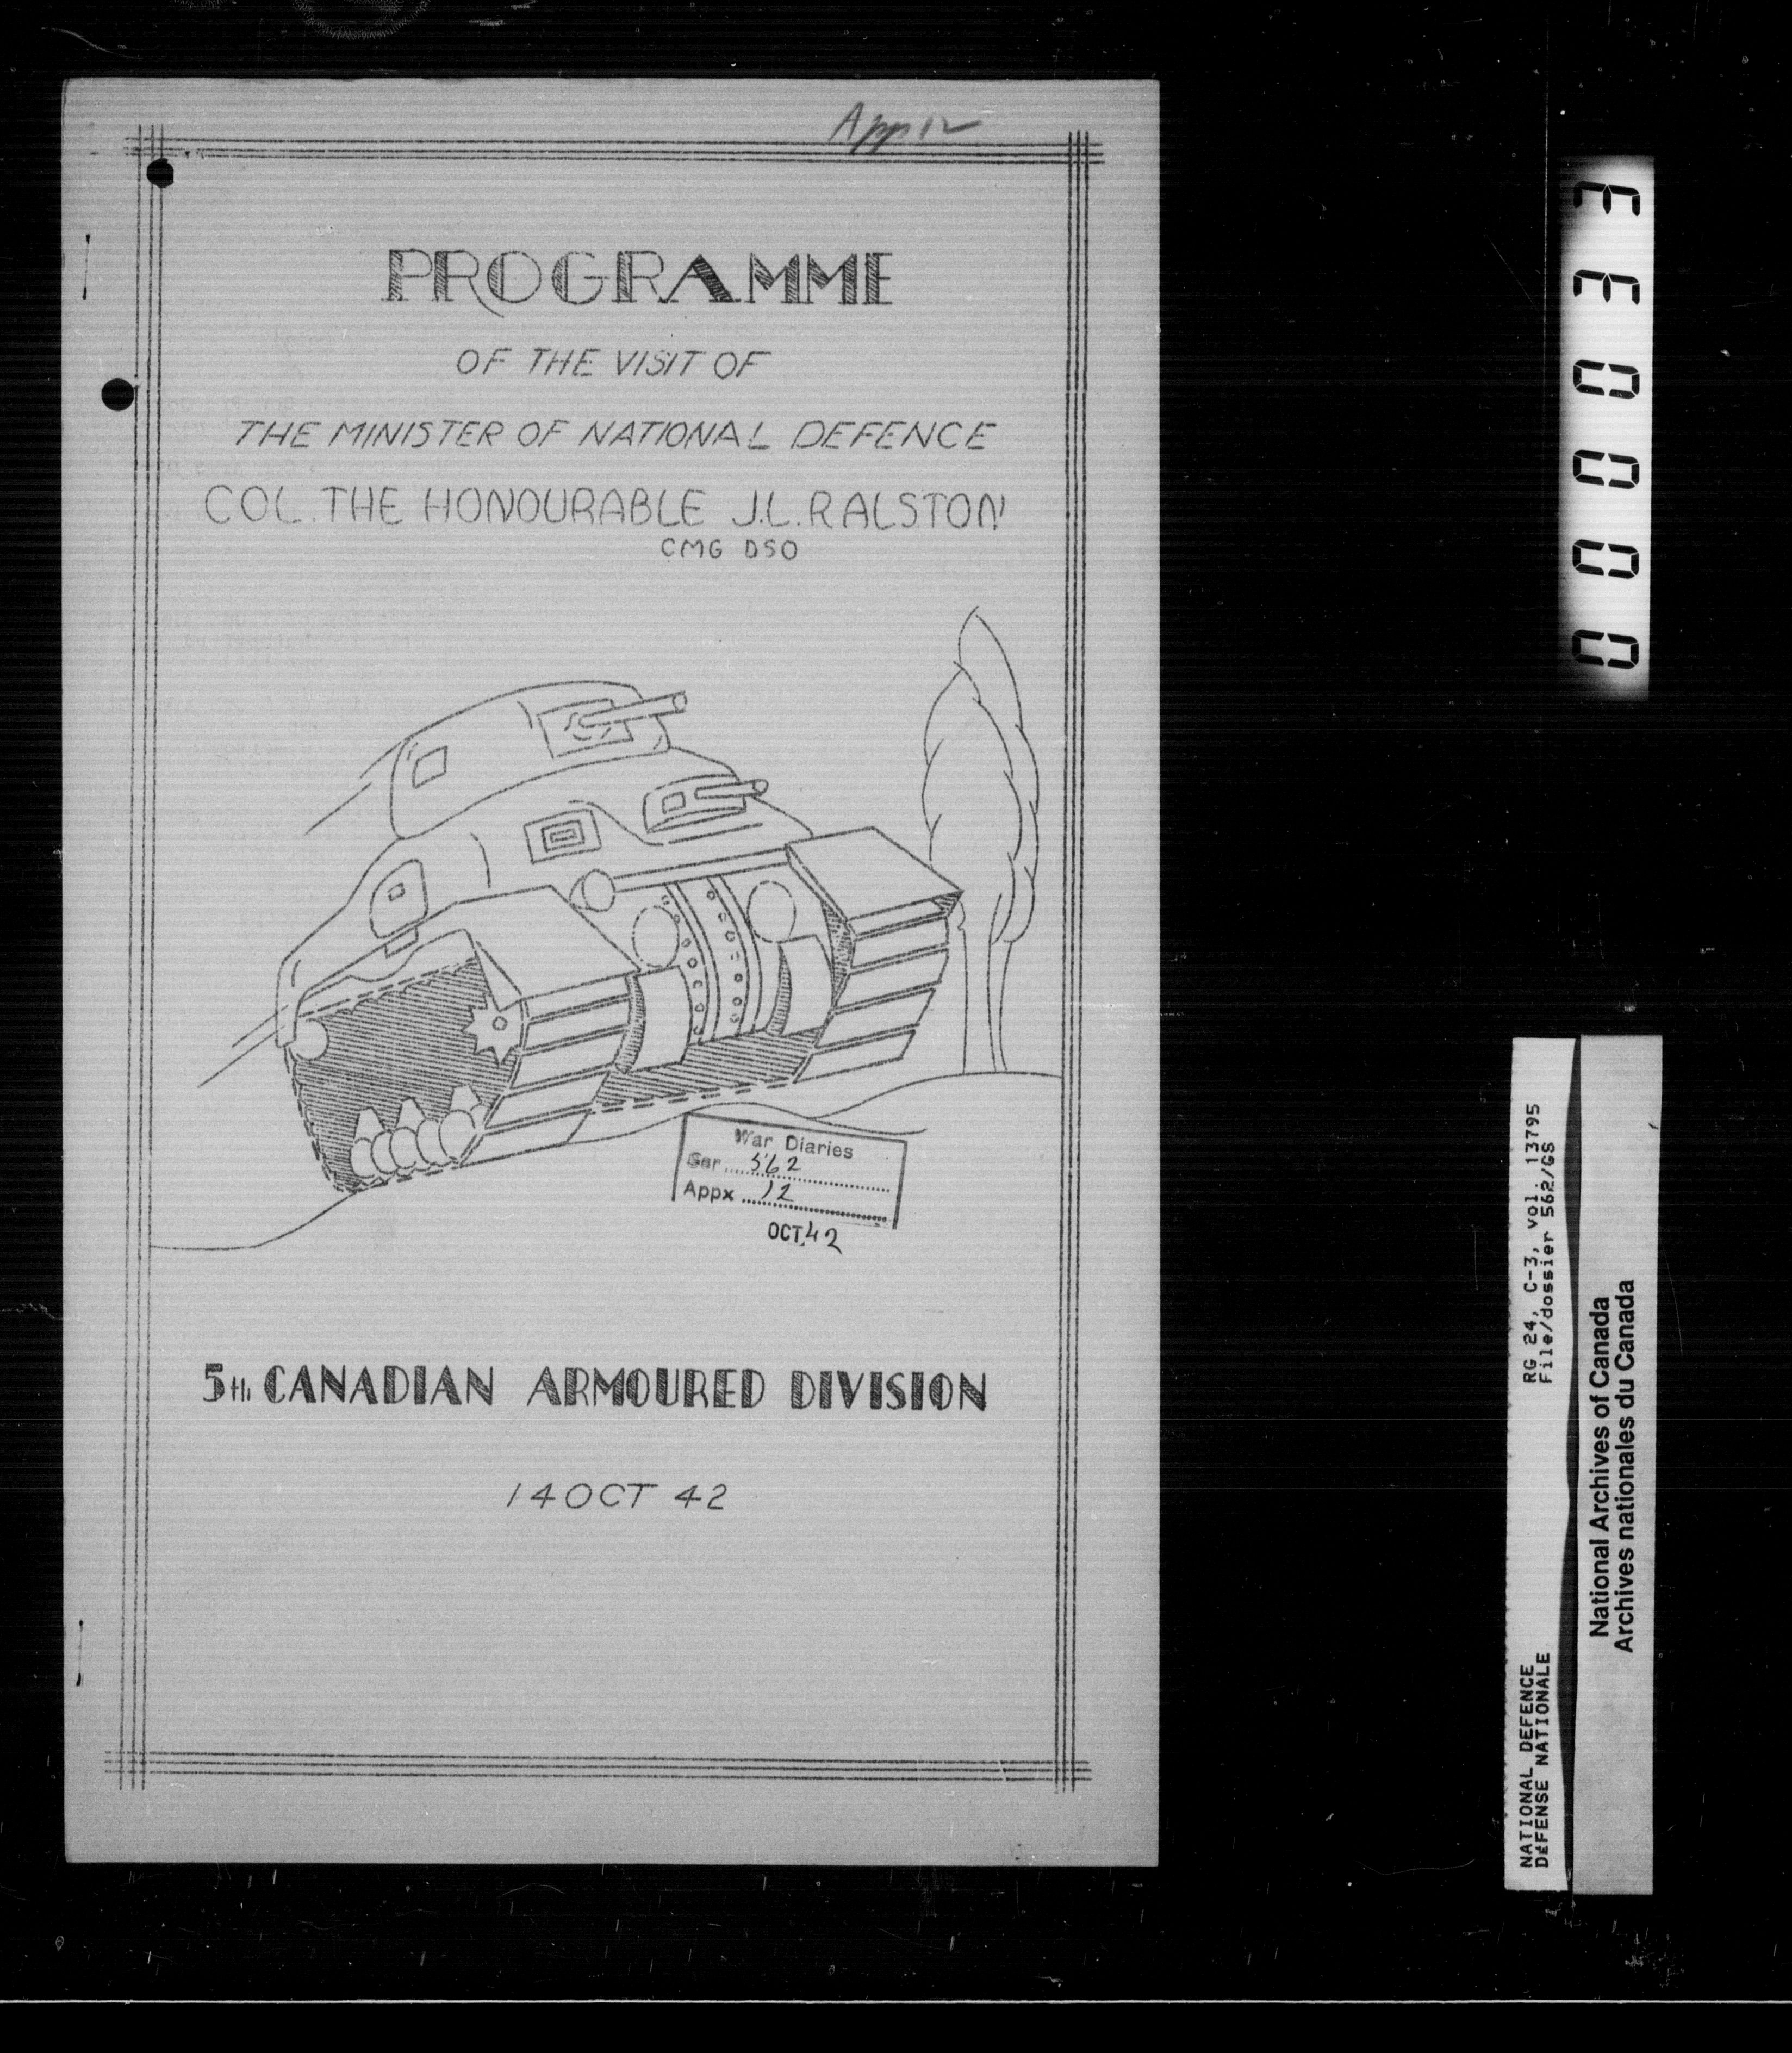 App 12
PROGRAMME
OF THE VISIT OF
THE MINISTER OF NATIONAL DEFENCE
COL. THE HONOURABLE J.L. RALSTON
CMG DSO
War Diaries
Ser.....562
Appx....12
OCT.42
5TH CANADIAN ARMOURED DIVISION
14 OCT 42
000033
NATIONAL DEFENCE RG 24, C-3, vol. 13795
DéFENSE NATIONALE File/dossier 562/GS
National Archives of Canada
Archives nationales du Canada